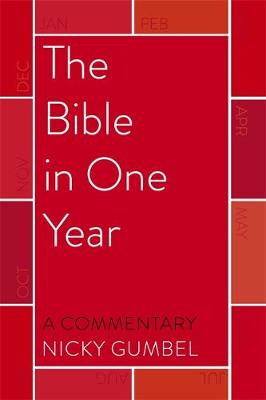 JAN
FEB
DEC
The
Bible
in One
Year
APR
NOV
MAY
OCT
A COMMENTARY
NICKY GUMBEL
AUG
JUL